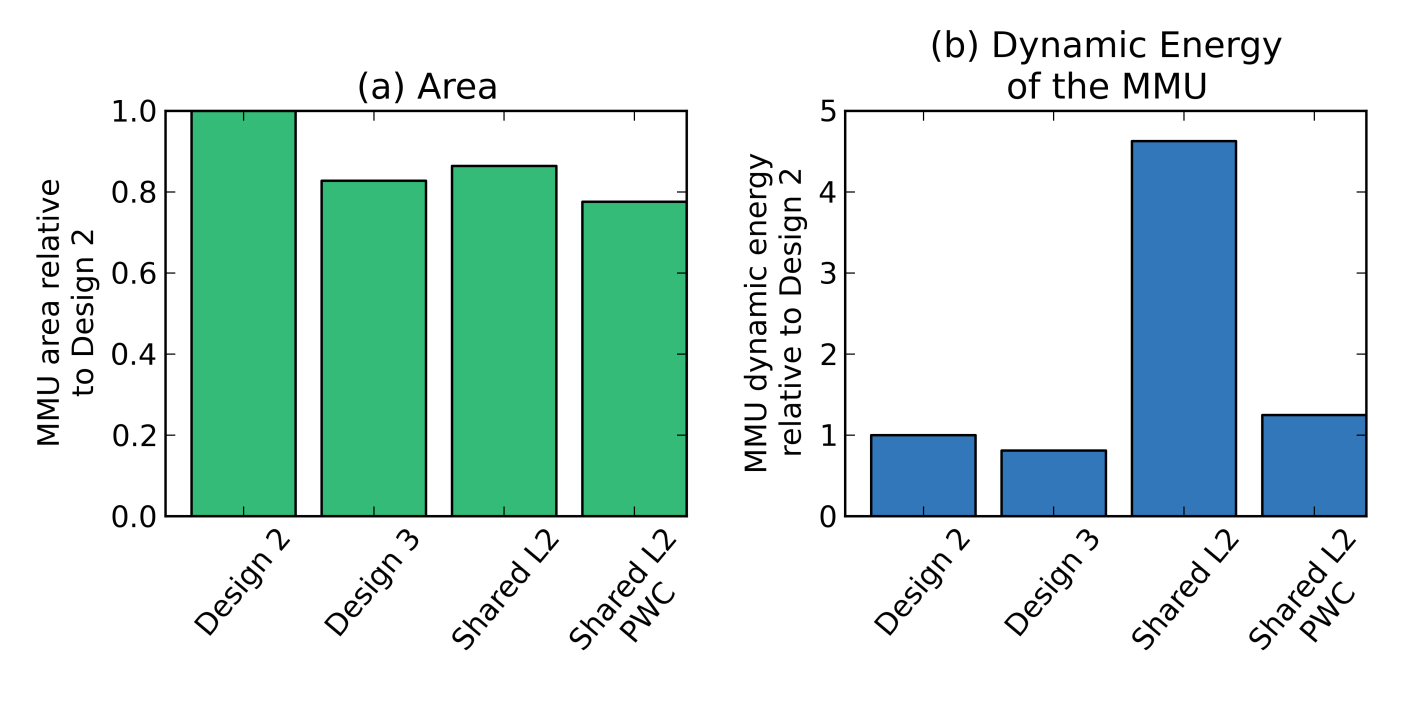 (a) Area
MMU area relative
to Design 2
1.0
0.8
0.6
0.4
0.2
0.0
Design 2
Design 3
Shared L2
Shared L2
PWC
(b) Dynamic Energy
of the MMU
MMU dynamic energy
relative to Design 2
5
4
3
2
1
0
Design 2
Design 3
Shared L2
Shared L2
PWC